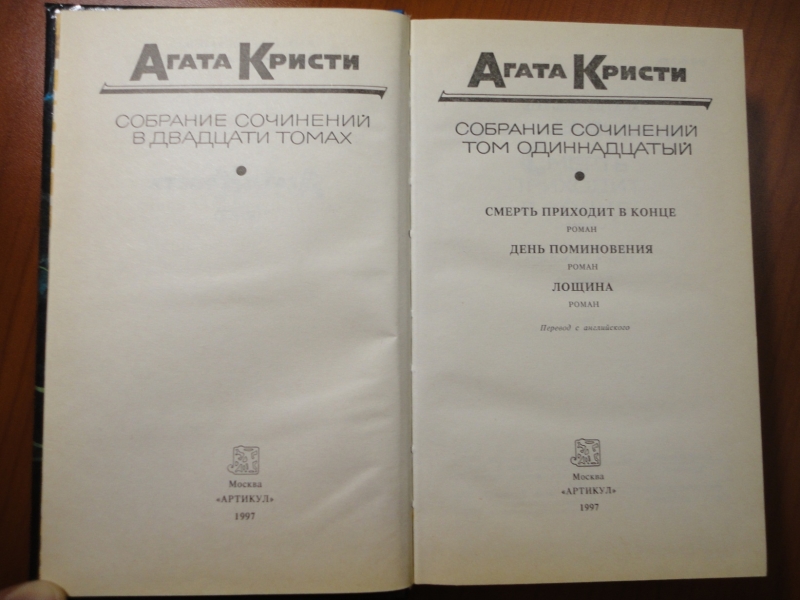 Агата Кристи
СОБРАНИЕ СОЧИНЕНИЙ
В ДВАДЦАТИ ТОМАХ
Москва
«АРТИКУЛ»
1997
Агата Кристи
СОБРАНИЕ СОЧИНЕНИЙ
ТОМ ОДИННАДЦАТЫЙ
СМЕРТЬ ПРИХОДИТ В КОНЦЕ
РОМАН
ДЕНЬ ПОМИНОВЕНИЯ
РОМАН
ЛОЩИНА
РОМАН
Перевод с английского
Москва
«АРТИКУЛ»
1997